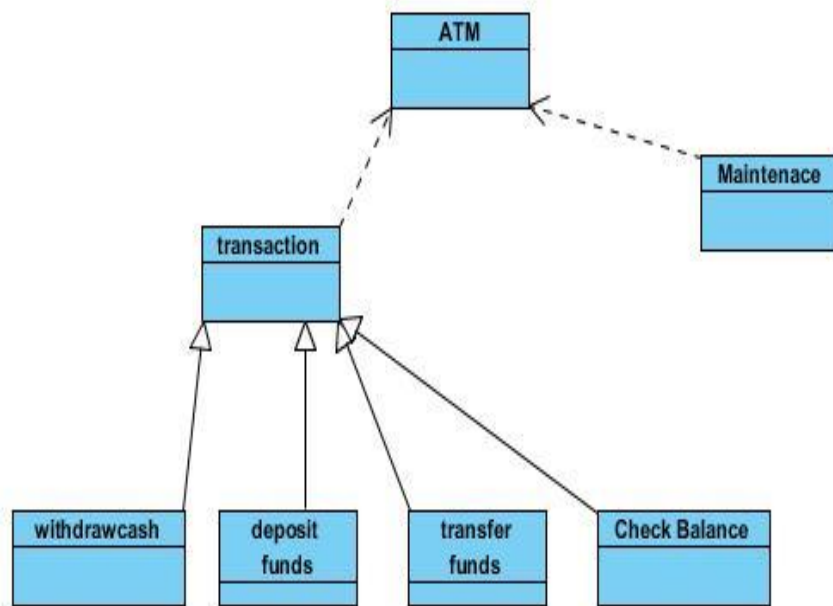 ATM
Maintenace
transaction
withdrawcash
deposit
funds
transfer
funds
Check Balance